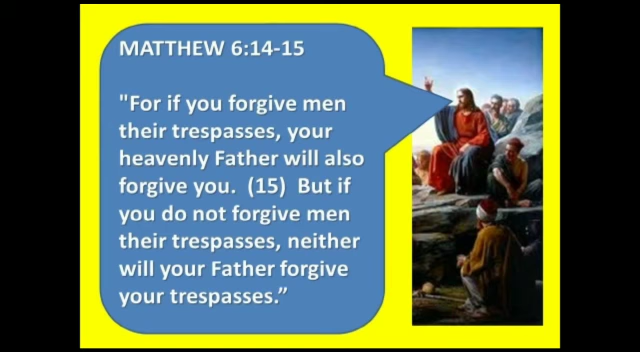 MATTHEW 6:14-15
"For if you forgive men
their trespasses, your
heavenly Father will also
forgive you.  (15)  But if
you do not forgive men
their trespasses, neither
will your Father forgive
your trespasses.”